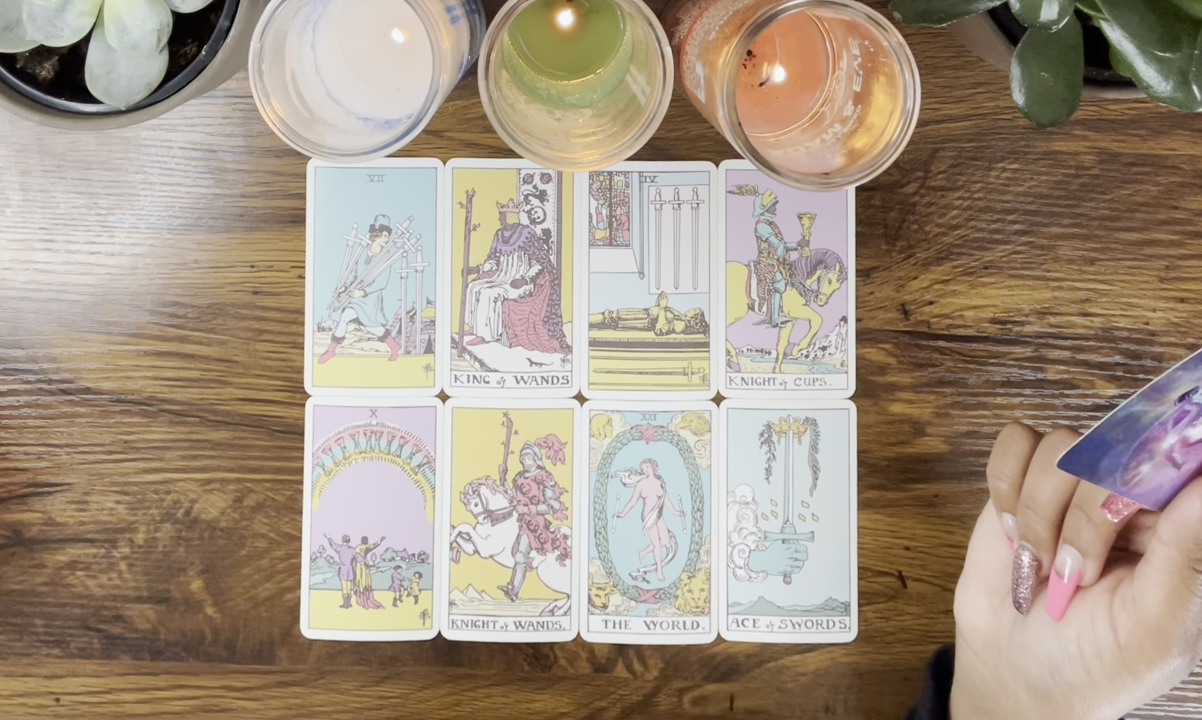 VII
IV
KING of WANDS
KNIGHT of CUPS.
X
XXI
KNIGHT of WANDS.
THE WORLD.
ACE of SWORDS.